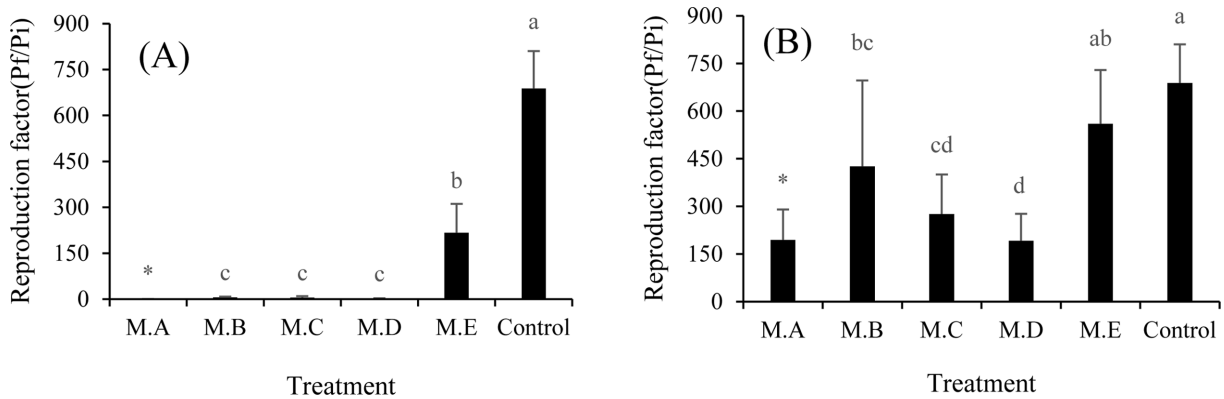 Reproduction factor(Pf/Pi)
900
750
600
450
300
150
0
(A)
* c c c b a
M.A M.B M.C M.D M.E Control
Treatment
Reproduction factor(Pf/Pi)
900
750
600
450
300
150
0
(B)
* bc cd d ab a
M.A M.B M.C M.D M.E Control
Treatment